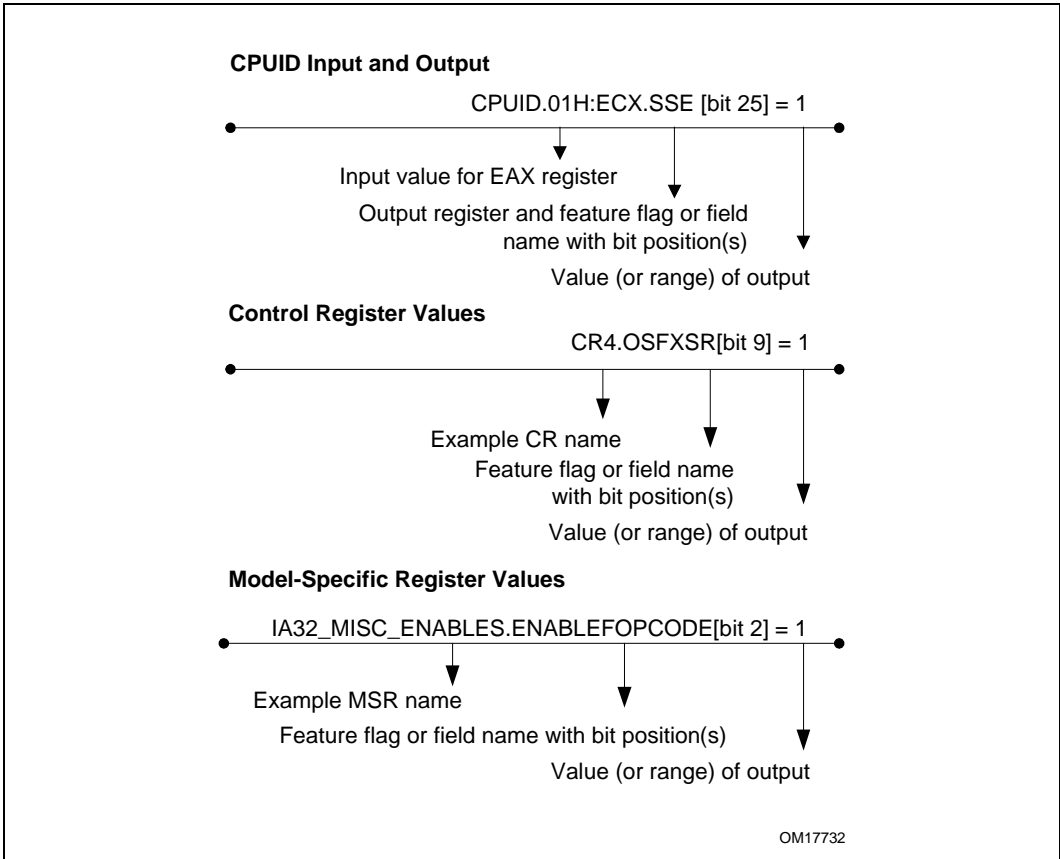 CPUID Input and Output
CPUID.01H:ECX.SSE [bit 25] = 1
Input value for EAX register
Output register and feature flag or field
name with bit position(s)
Value (or range) of output
Control Register Values
CR4.OSFXSR[bit 9] = 1
Example CR name
Feature flag or field name
with bit position(s)
Value (or range) of output
Model-Specific Register Values
IA32_MISC_ENABLES.ENABLEFOPCODE[bit 2] = 1
Example MSR name
Feature flag or field name with bit position(s)
Value (or range) of output
OM17732